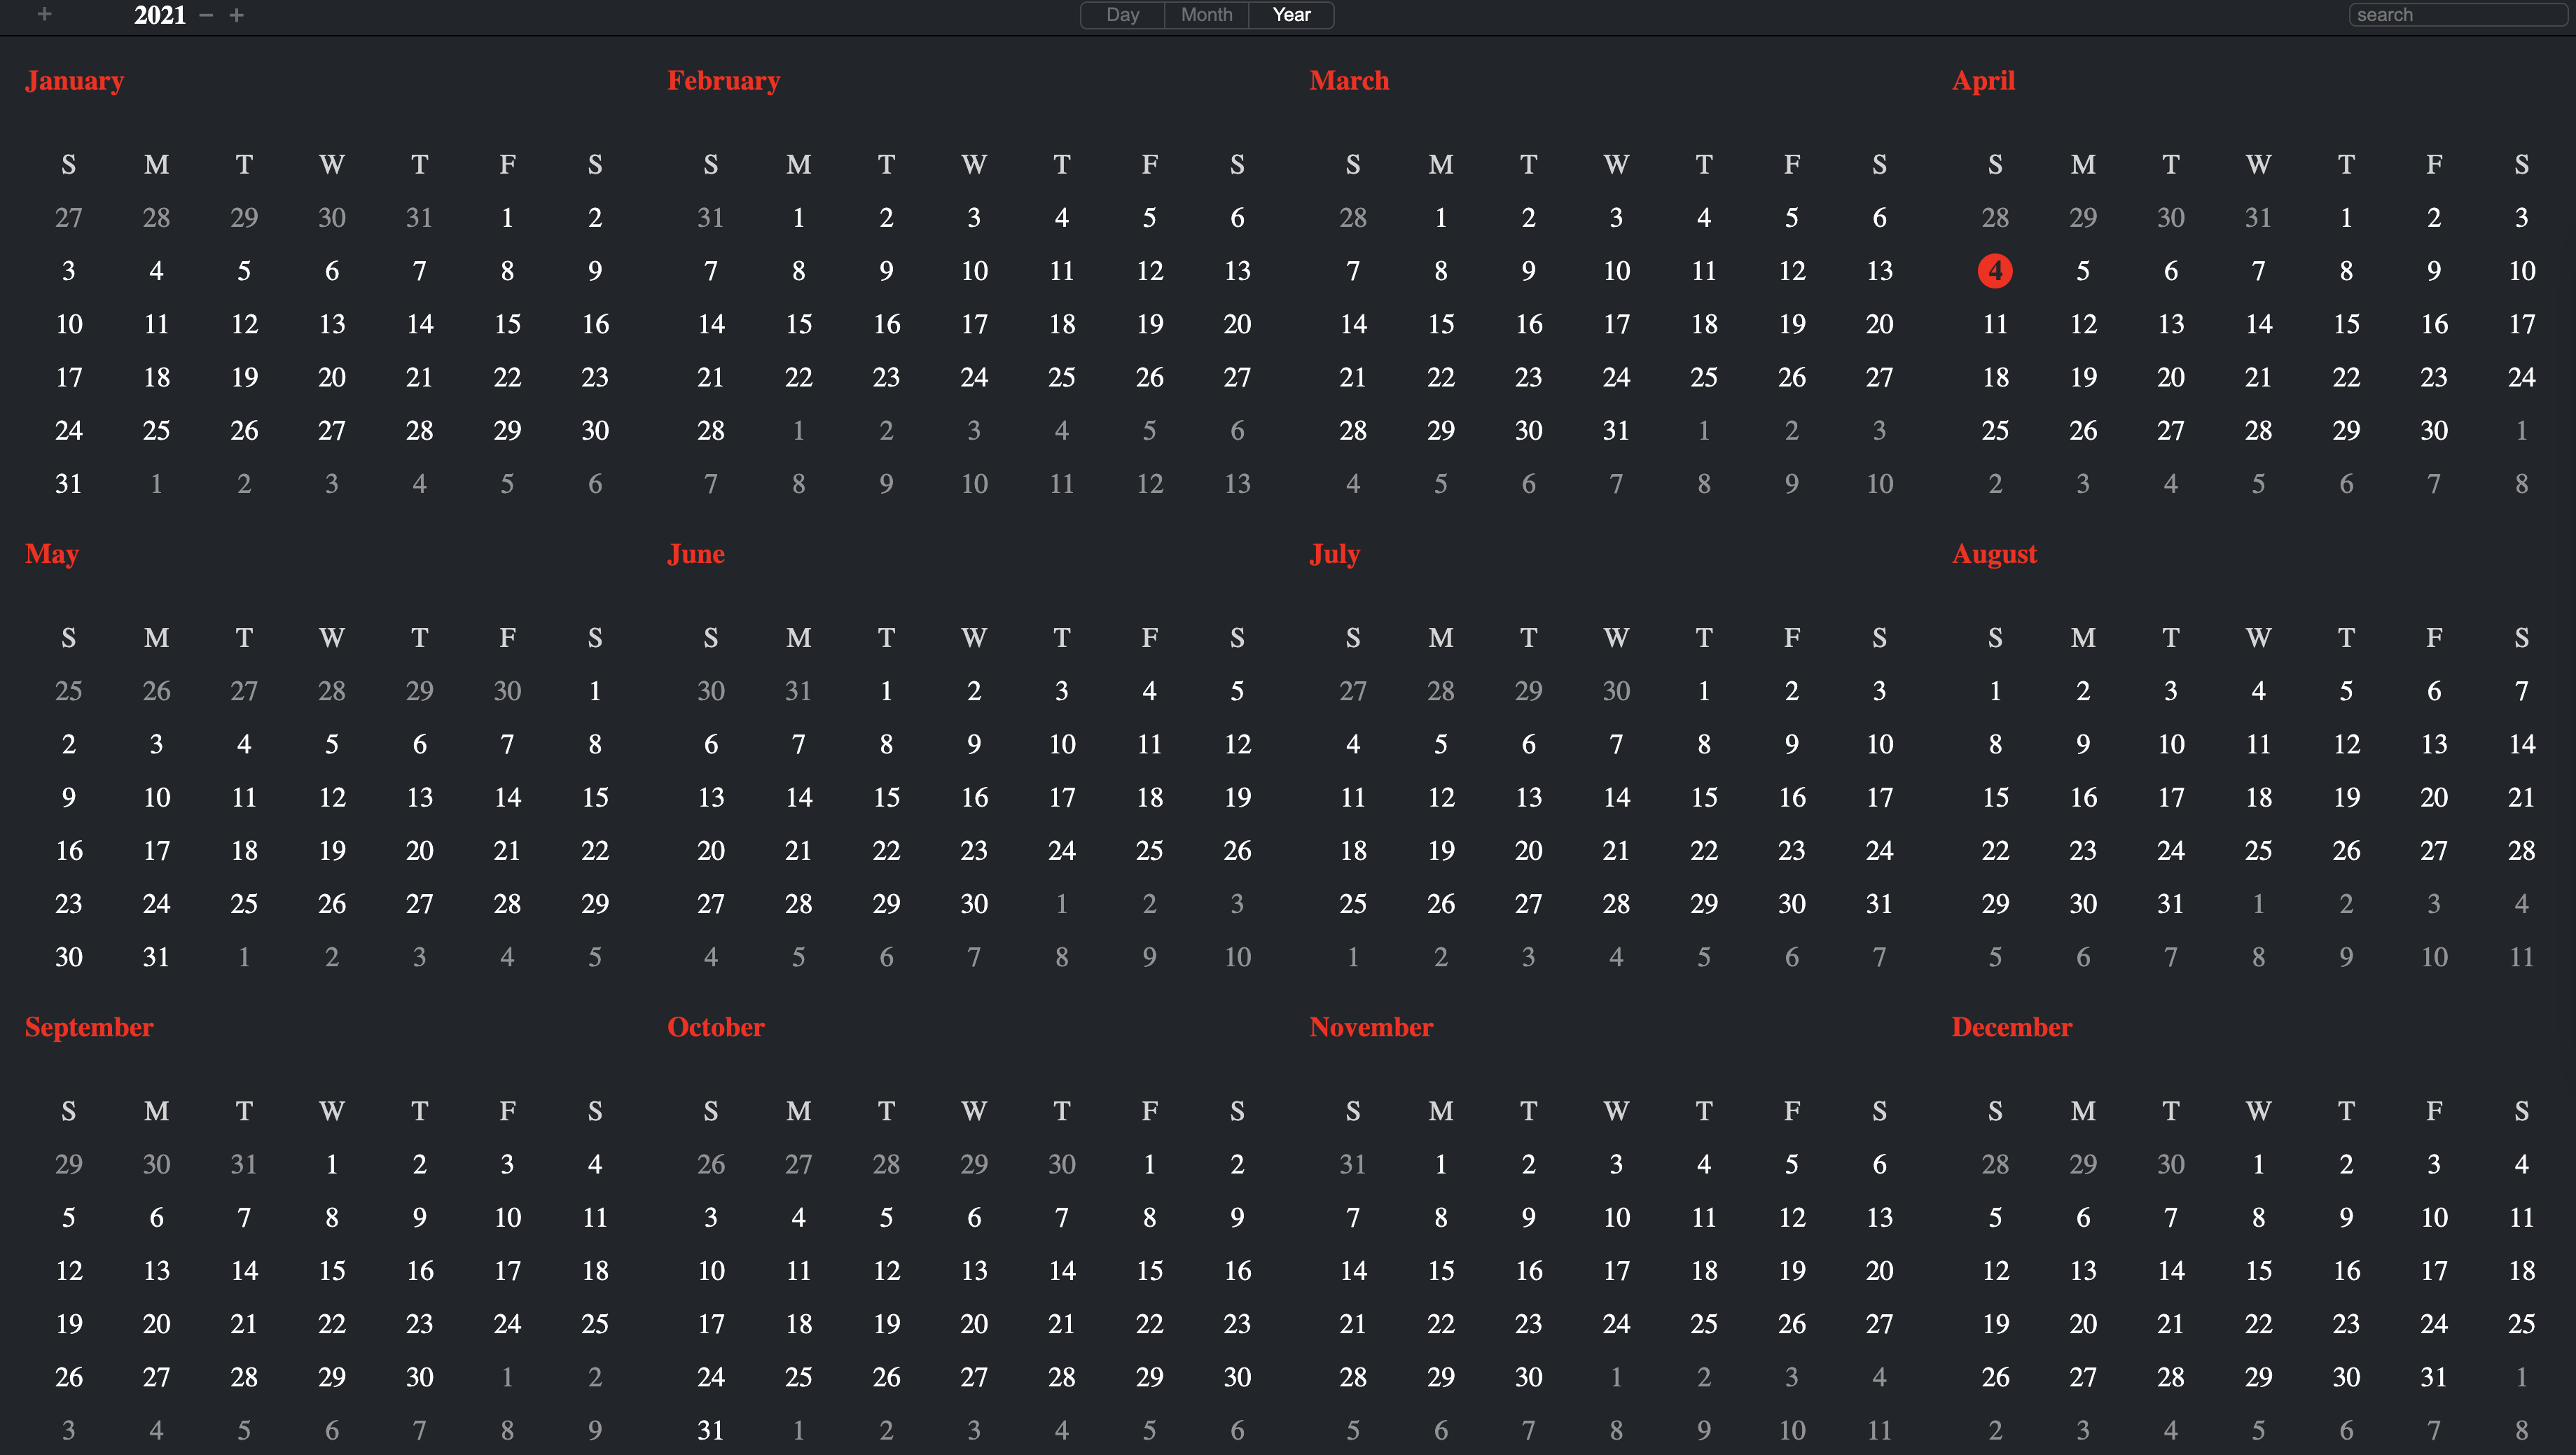 + 2021 − + Day Month Year search
January February March April
S M T W T F S S M T W T F S S M T W T F S S M T W T F S
27 28 29 30 31 1 2 31 1 2 3 4 5 6 28 1 2 3 4 5 6 28 29 30 31 1 2 3
3 4 5 6 7 8 9 7 8 9 10 11 12 13 7 8 9 10 11 12 13 4 5 6 7 8 9 10
10 11 12 13 14 15 16 14 15 16 17 18 19 20 14 15 16 17 18 19 20 11 12 13 14 15 16 17
17 18 19 20 21 22 23 21 22 23 24 25 26 27 21 22 23 24 25 26 27 18 19 20 21 22 23 24
24 25 26 27 28 29 30 28 1 2 3 4 5 6 28 29 30 31 1 2 3 25 26 27 28 29 30 1
31 1 2 3 4 5 6 7 8 9 10 11 12 13 4 5 6 7 8 9 10 2 3 4 5 6 7 8
May June July August
S M T W T F S S M T W T F S S M T W T F S S M T W T F S
25 26 27 28 29 30 1 30 31 1 2 3 4 5 27 28 29 30 1 2 3 1 2 3 4 5 6 7
2 3 4 5 6 7 8 6 7 8 9 10 11 12 4 5 6 7 8 9 10 8 9 10 11 12 13 14
9 10 11 12 13 14 15 13 14 15 16 17 18 19 11 12 13 14 15 16 17 15 16 17 18 19 20 21
16 17 18 19 20 21 22 20 21 22 23 24 25 26 18 19 20 21 22 23 24 22 23 24 25 26 27 28
23 24 25 26 27 28 29 27 28 29 30 1 2 3 25 26 27 28 29 30 31 29 30 31 1 2 3 4
30 31 1 2 3 4 5 4 5 6 7 8 9 10 1 2 3 4 5 6 7 5 6 7 8 9 10 11
September October November December
S M T W T F S S M T W T F S S M T W T F S S M T W T F S
29 30 31 1 2 3 4 26 27 28 29 30 1 2 31 1 2 3 4 5 6 28 29 30 1 2 3 4
5 6 7 8 9 10 11 3 4 5 6 7 8 9 7 8 9 10 11 12 13 5 6 7 8 9 10 11
12 13 14 15 16 17 18 10 11 12 13 14 15 16 14 15 16 17 18 19 20 12 13 14 15 16 17 18
19 20 21 22 23 24 25 17 18 19 20 21 22 23 21 22 23 24 25 26 27 19 20 21 22 23 24 25
26 27 28 29 30 1 2 24 25 26 27 28 29 30 28 29 30 1 2 3 4 26 27 28 29 30 31 1
3 4 5 6 7 8 9 31 1 2 3 4 5 6 5 6 7 8 9 10 11 2 3 4 5 6 7 8